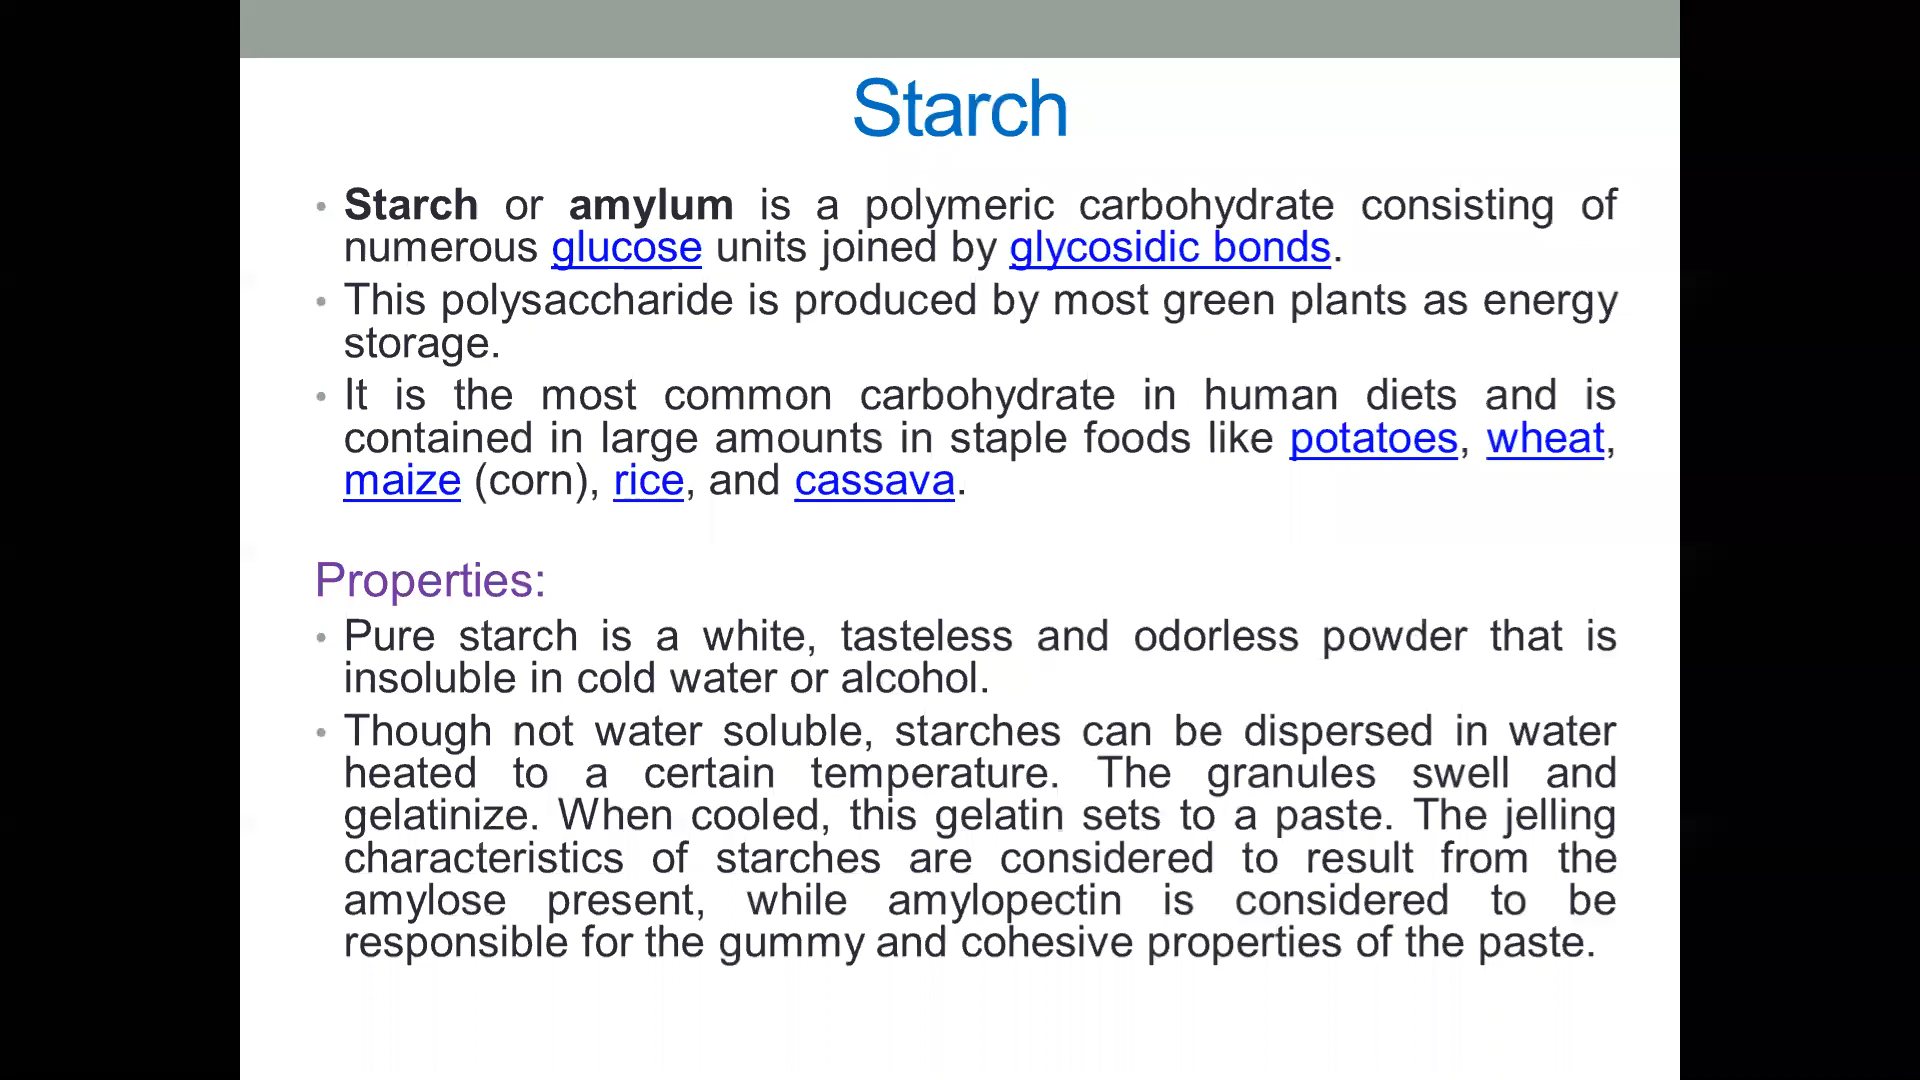 Starch
• Starch or amylum is a polymeric carbohydrate consisting of
numerous glucose units joined by glycosidic bonds.
• This polysaccharide is produced by most green plants as energy
storage.
• It is the most common carbohydrate in human diets and is
contained in large amounts in staple foods like potatoes, wheat,
maize (corn), rice, and cassava.
Properties:
• Pure starch is a white, tasteless and odorless powder that is
insoluble in cold water or alcohol.
• Though not water soluble, starches can be dispersed in water
heated to a certain temperature. The granules swell and
gelatinize. When cooled, this gelatin sets to a paste. The jelling
characteristics of starches are considered to result from the
amylose present, while amylopectin is considered to be
responsible for the gummy and cohesive properties of the paste.